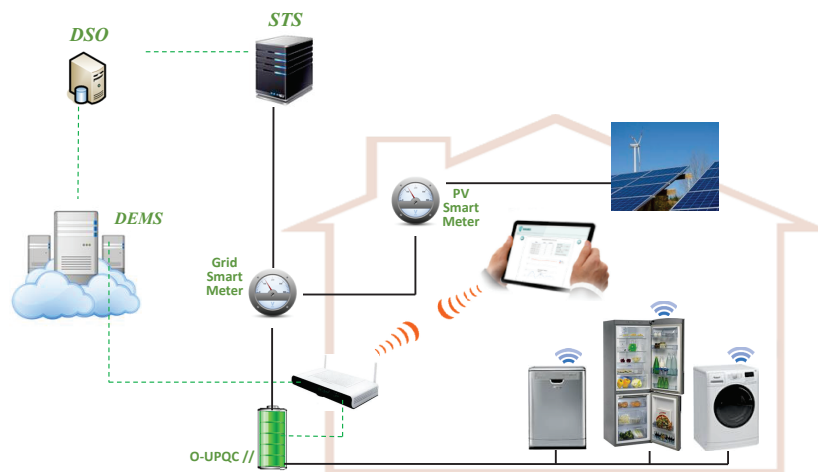 DSO
STS
DEMS
PV
Smart
Meter
Grid
Smart
Meter
O-UPQC //